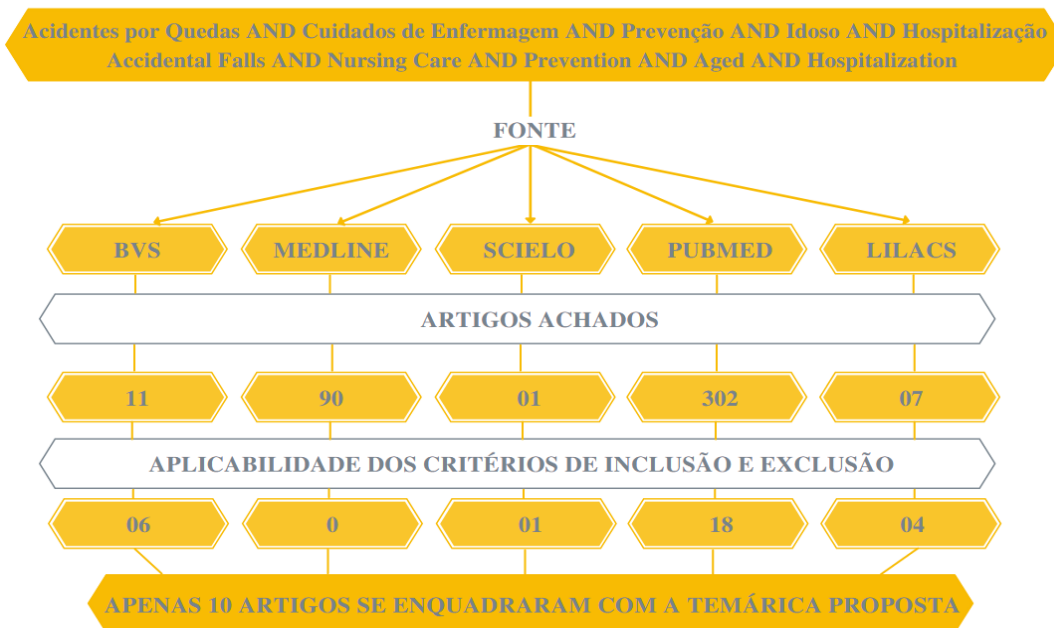 Acidentes por Quedas AND Cuidados de Enfermagem AND Prevenção AND Idoso AND Hospitalização
Accidental Falls AND Nursing Care AND Prevention AND Aged AND Hospitalization
FONTE
BVS MEDLINE SCIELO PUBMED LILACS
ARTIGOS ACHADOS
11 90 01 302 07
APLICABILIDADE DOS CRITÉRIOS DE INCLUSÃO E EXCLUSÃO
06 0 01 18 04
APENAS 10 ARTIGOS SE ENQUADRARAM COM A TEMÁRICA PROPOSTA